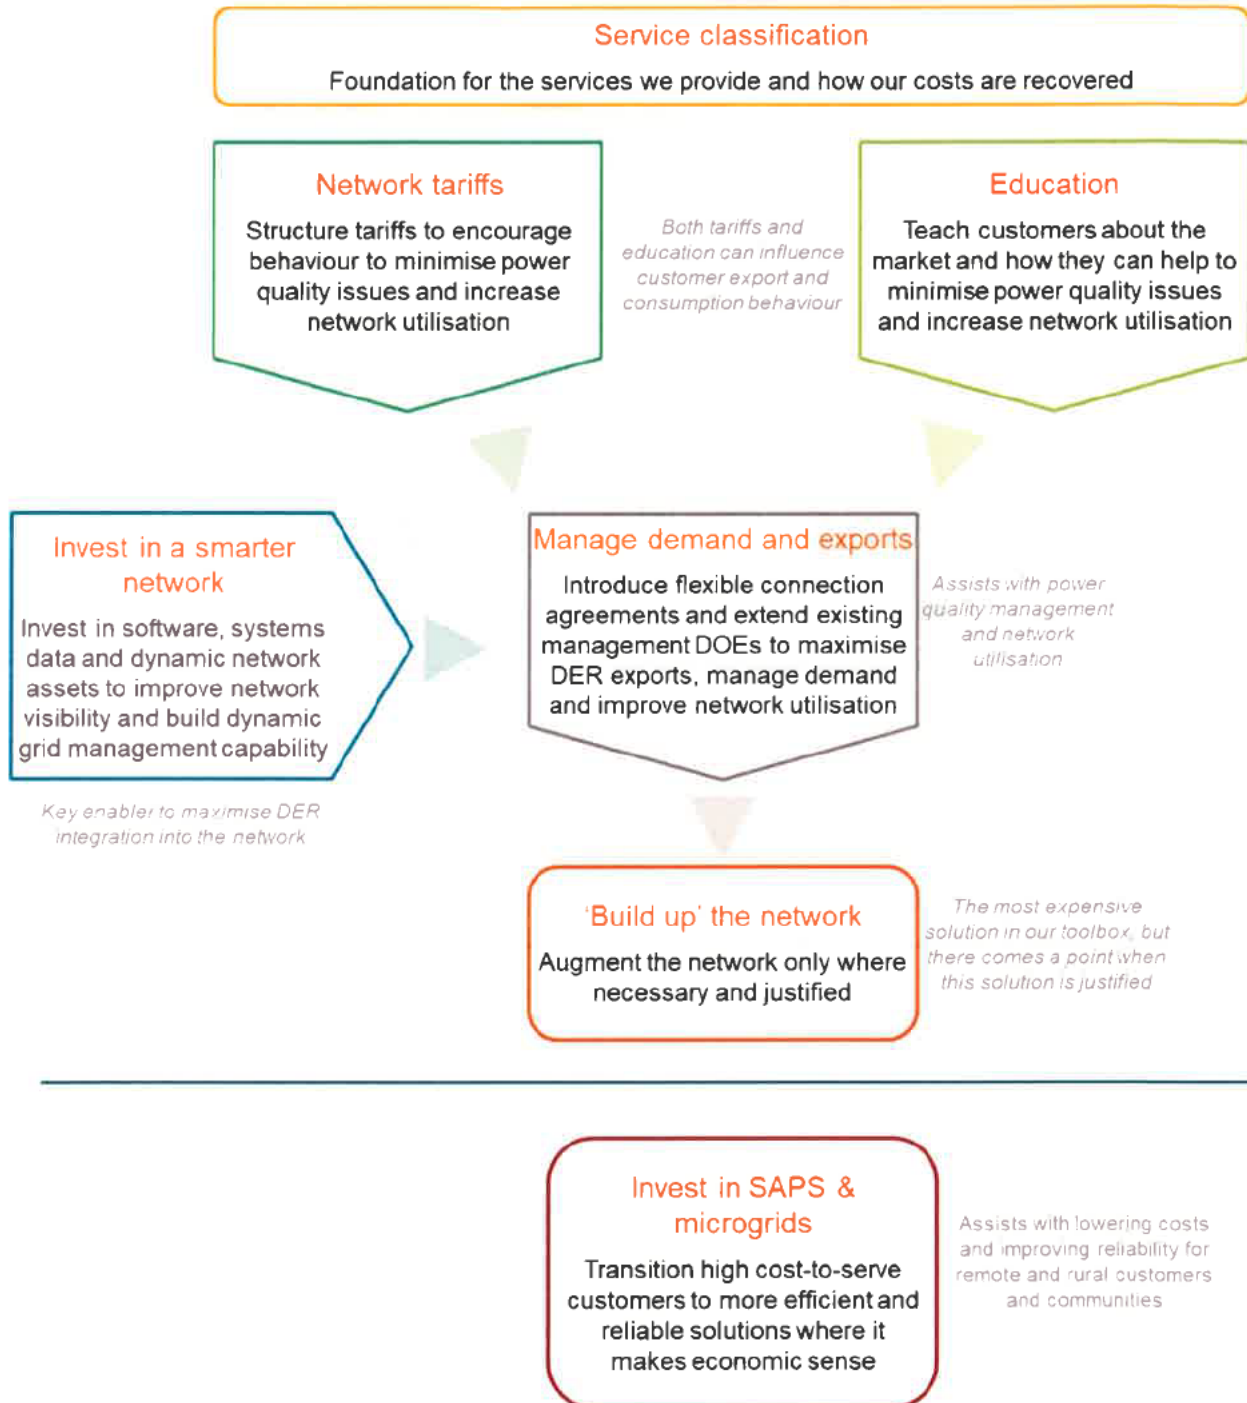 Service classification
Foundation for the services we provide and how our costs are recovered
Network tariffs
Structure tariffs to encourage
behaviour to minimise power
quality issues and increase
network utilisation
Both tariffs and
education can influence
customer export and
consumption behaviour
Education
Teach customers about the
market and how they can help to
minimise power quality issues
and increase network utilisation
Invest in a smarter
network
Invest in software, systems
data and dynamic network
assets to improve network
visibility and build dynamic
grid management capability
Key enabler to maximise DER
integration into the network
Manage demand and exports
Introduce flexible connection
agreements and extend existing
management DOEs to maximise
DER exports, manage demand
and improve network utilisation
Assists with power
quality management
and network
utilisation
'Build up' the network
Augment the network only where
necessary and justified
The most expensive
solution in our toolbox, but
there comes a point when
this solution is justified
Invest in SAPS &
microgrids
Transition high cost-to-serve
customers to more efficient and
reliable solutions where it
makes economic sense
Assists with lowering costs
and improving reliability for
remote and rural customers
and communities